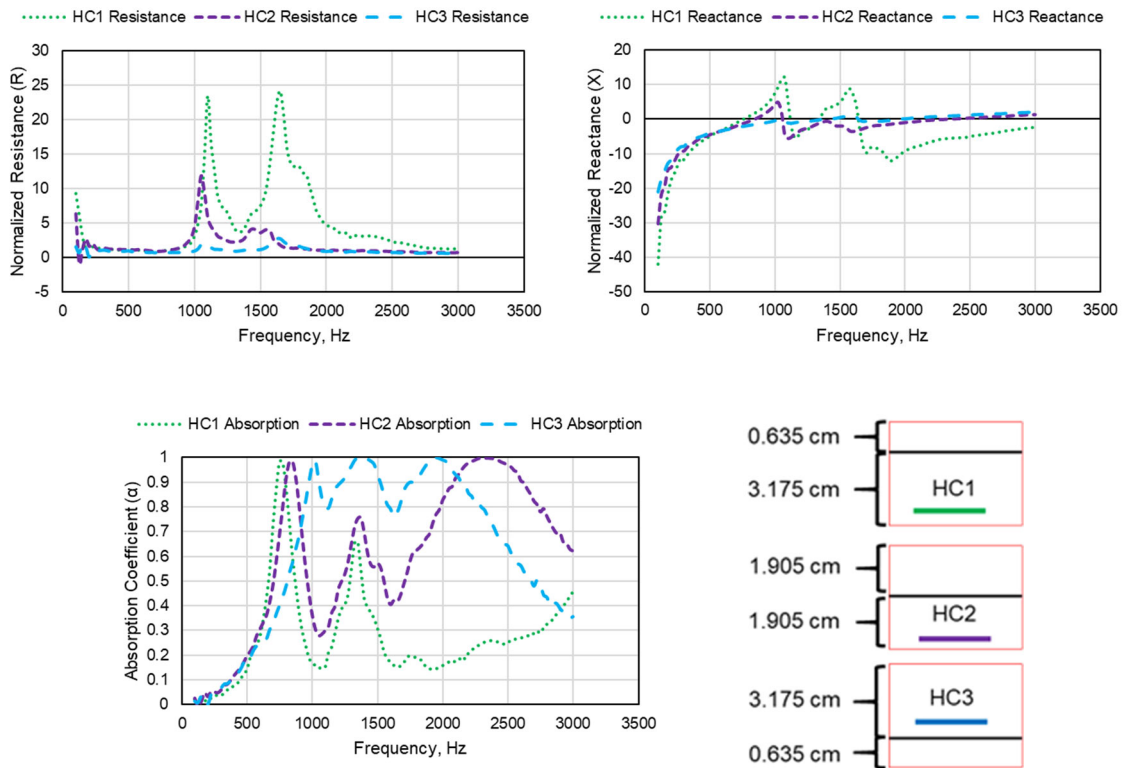 HC1 Resistance HC2 Resistance HC3 Resistance
Normalized Resistance (R)
30
25
20
15
10
5
0
-5
0 500 1000 1500 2000 2500 3000 3500
Frequency, Hz
HC1 Reactance HC2 Reactance HC3 Reactance
Normalized Reactance (X)
20
10
0
-10
-20
-30
-40
-50
0 500 1000 1500 2000 2500 3000 3500
Frequency, Hz
HC1 Absorption HC2 Absorption HC3 Absorption
Absorption Coefficient (α)
1
0.9
0.8
0.7
0.6
0.5
0.4
0.3
0.2
0.1
0
0 500 1000 1500 2000 2500 3000 3500
Frequency, Hz
0.635 cm
3.175 cm
HC1
1.905 cm
1.905 cm
HC2
3.175 cm
HC3
0.635 cm